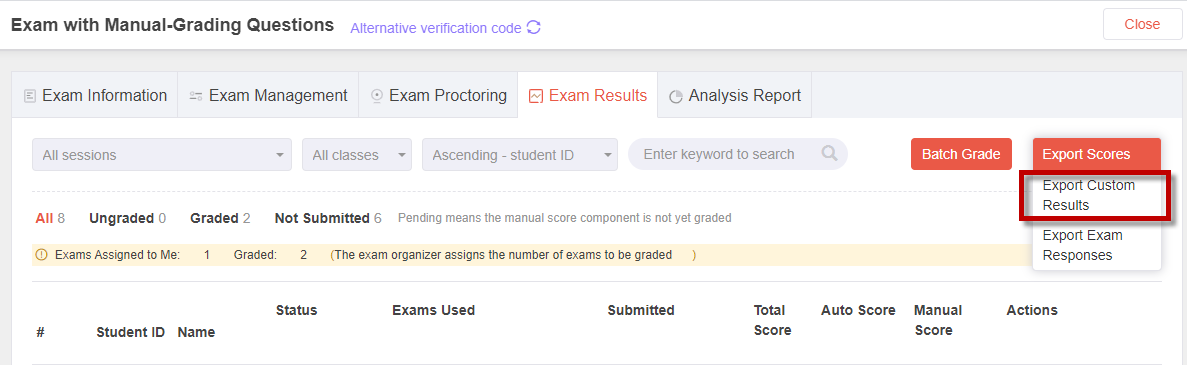 Exam with Manual-Grading Questions Alternative verification code Close
Exam Information Exam Management Exam Proctoring Exam Results Analysis Report
All sessions All classes Ascending - student ID Enter keyword to search Batch Grade Export Scores
Export Custom
Results
All 8 Ungraded 0 Graded 2 Not Submitted 6 Pending means the manual score component is not yet graded
Export Exam
Responses
Exams Assigned to Me: 1 Graded: 2 (The exam organizer assigns the number of exams to be graded )
# Student ID Name Status Exams Used Submitted Total
Score Auto Score Manual
Score Actions